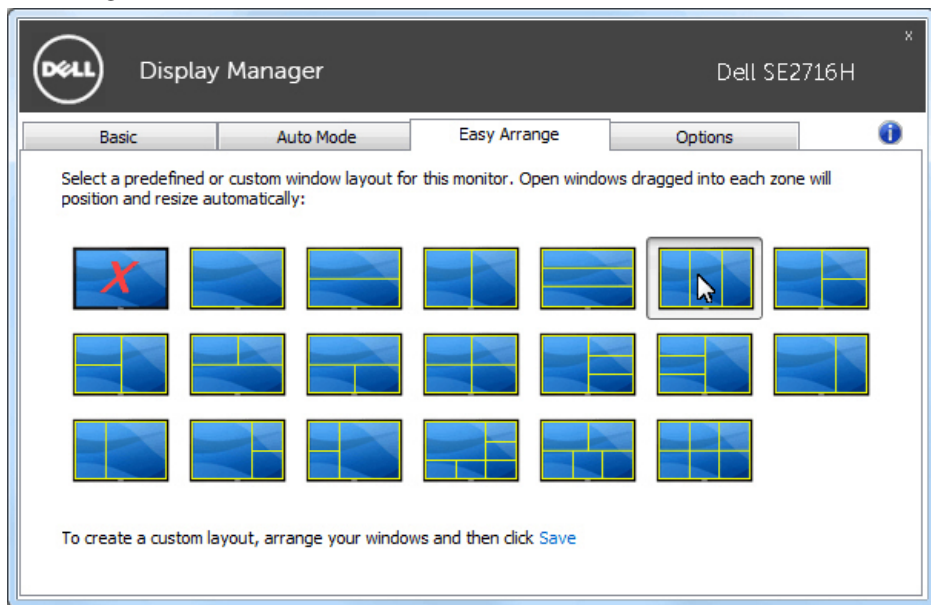 DELL
Display Manager
Dell SE2716H
x
Basic
Auto Mode
Easy Arrange
Options
i
Select a predefined or custom window layout for this monitor. Open windows dragged into each zone will
position and resize automatically:
X
To create a custom layout, arrange your windows and then click Save